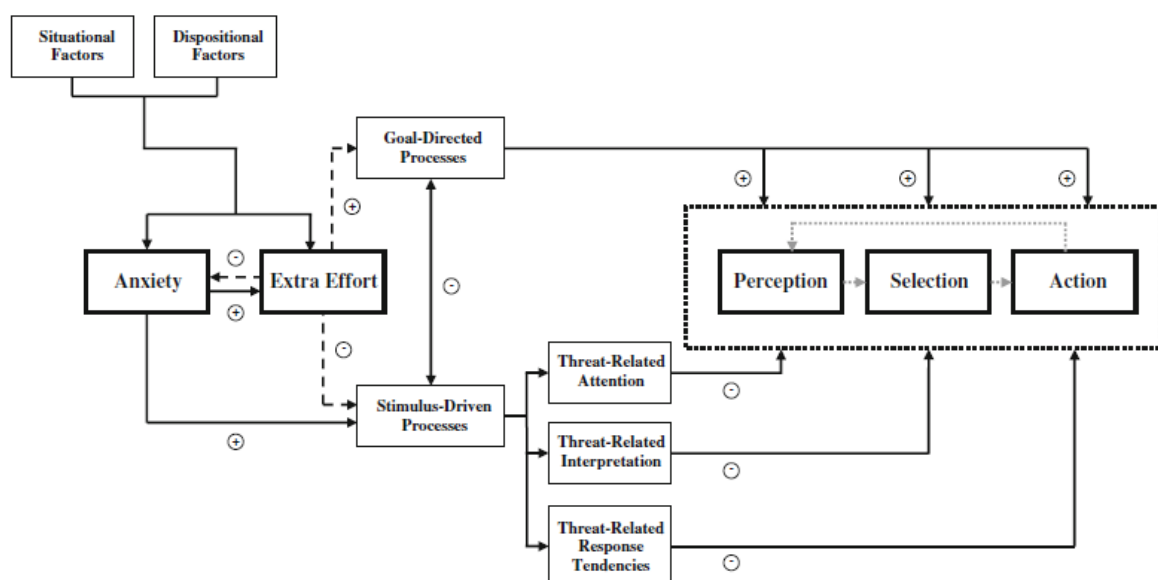 Situational
Factors
Dispositional
Factors
Goal-Directed
Processes
+
+
+
+
-
Anxiety
Extra Effort
+
-
-
Perception
Selection
Action
Threat-Related
Attention
-
Stimulus-Driven
Processes
+
Threat-Related
Interpretation
-
Threat-Related
Response
Tendencies
-